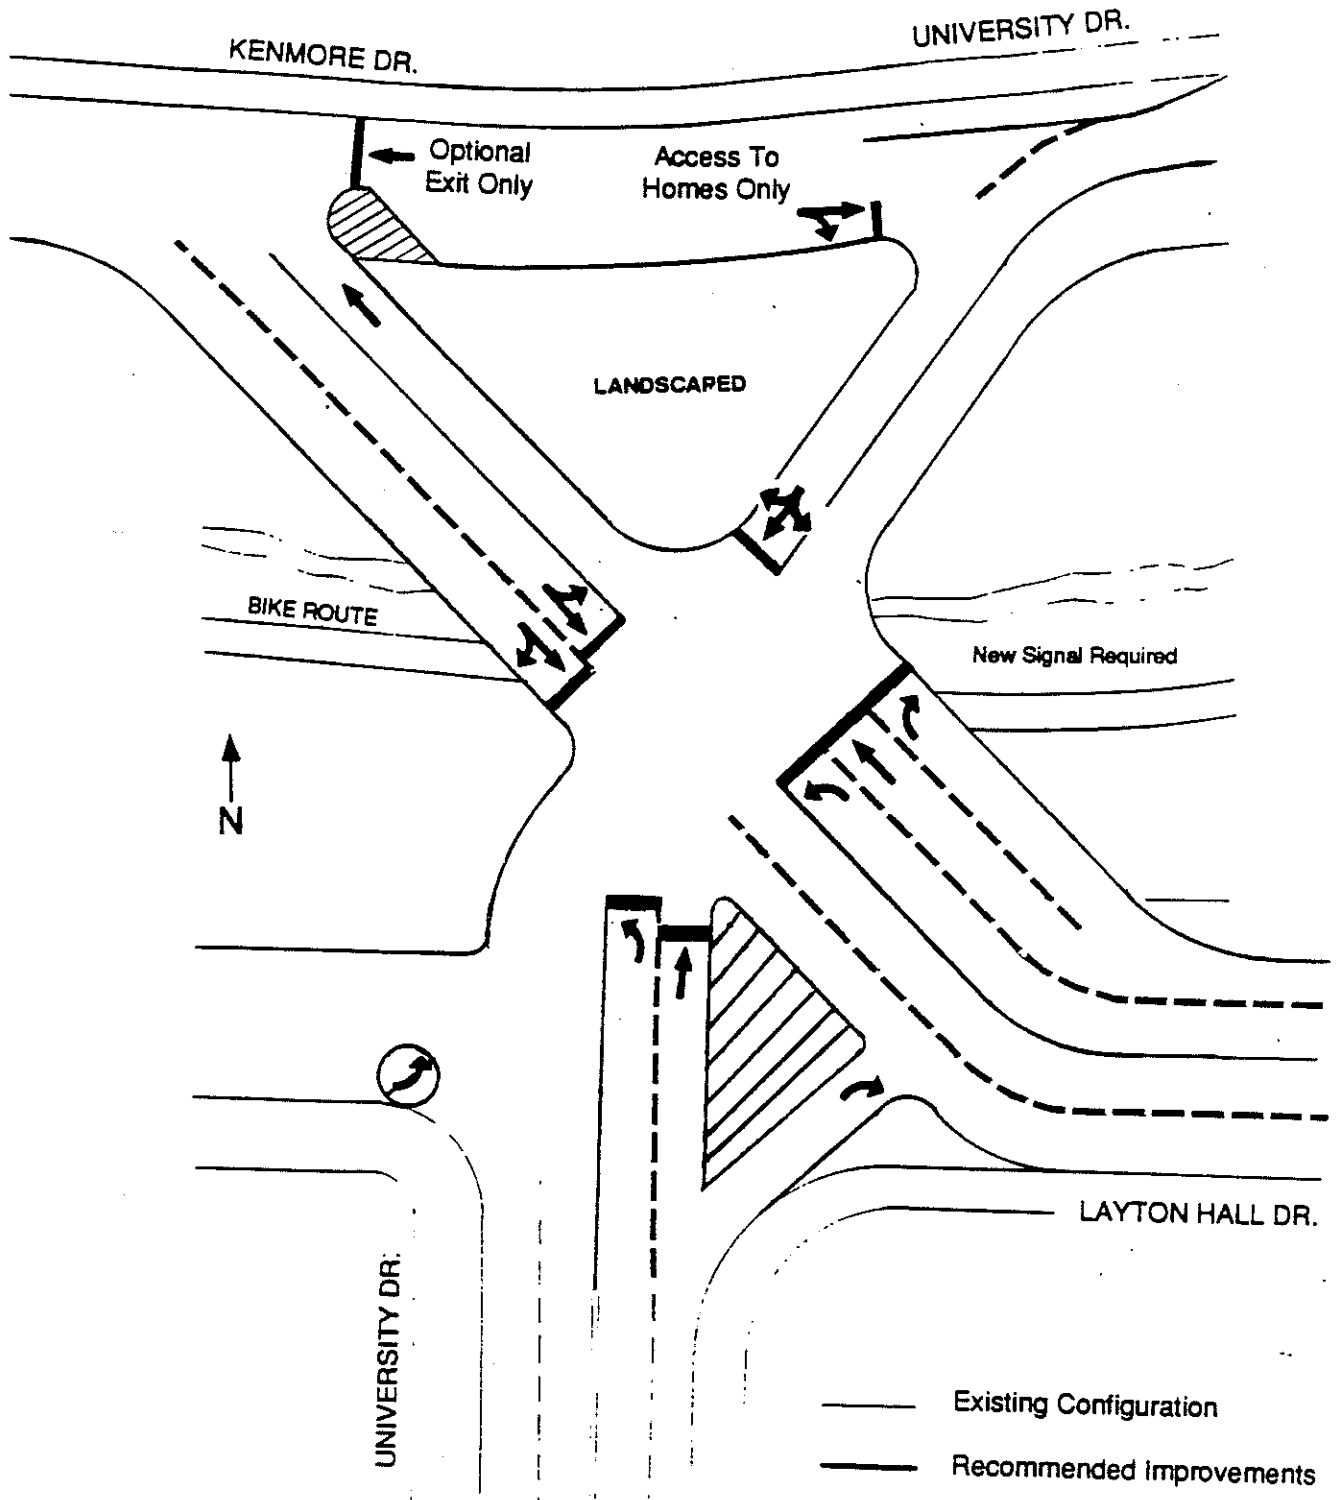 KENMORE DR.
UNIVERSITY DR.
Optional
Exit Only
Access To
Homes Only
LANDSCAPED
BIKE ROUTE
New Signal Required
N
LAYTON HALL DR.
UNIVERSITY DR.
Existing Configuration
Recommended Improvements